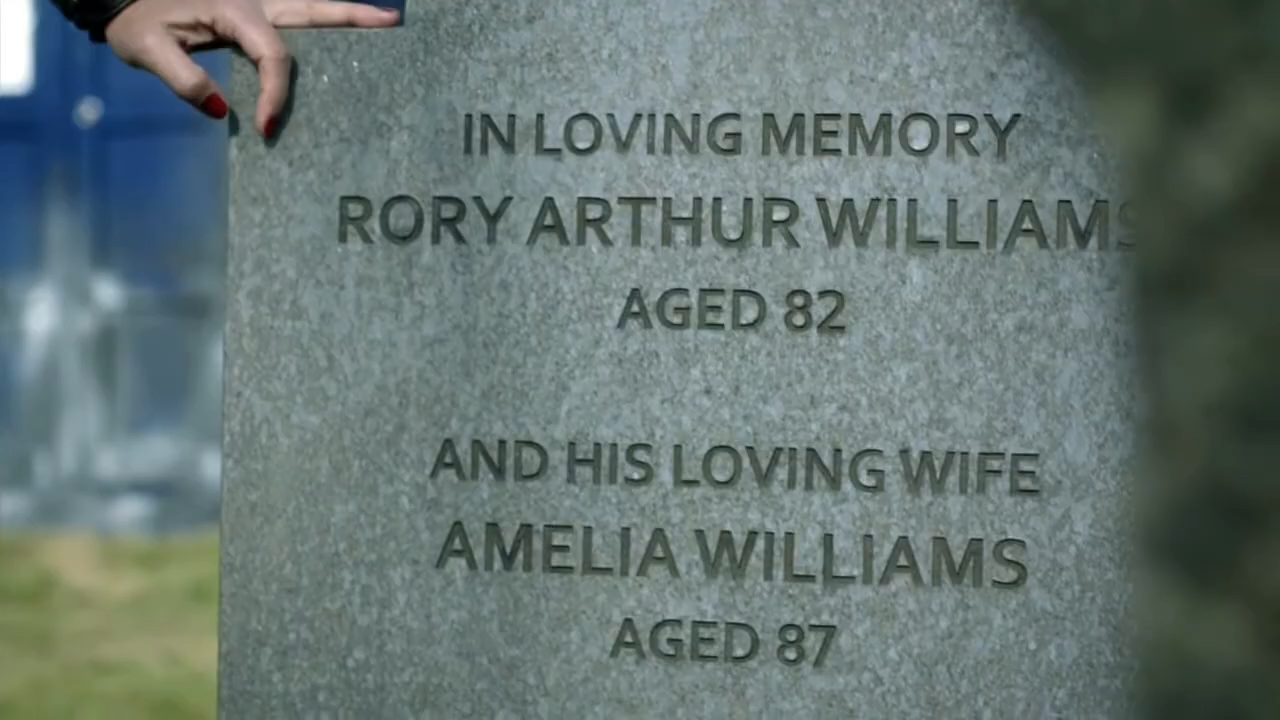 IN LOVING MEMORY
RORY ARTHUR WILLIAMS
AGED 82
AND HIS LOVING WIFE
AMELIA WILLIAMS
AGED 87